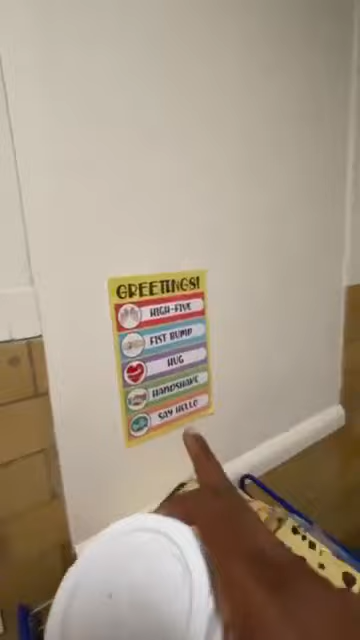 GREETINGS!
HIGH-FIVE
FIST BUMP
HUG
HANDSHAKE
SAY HELLO